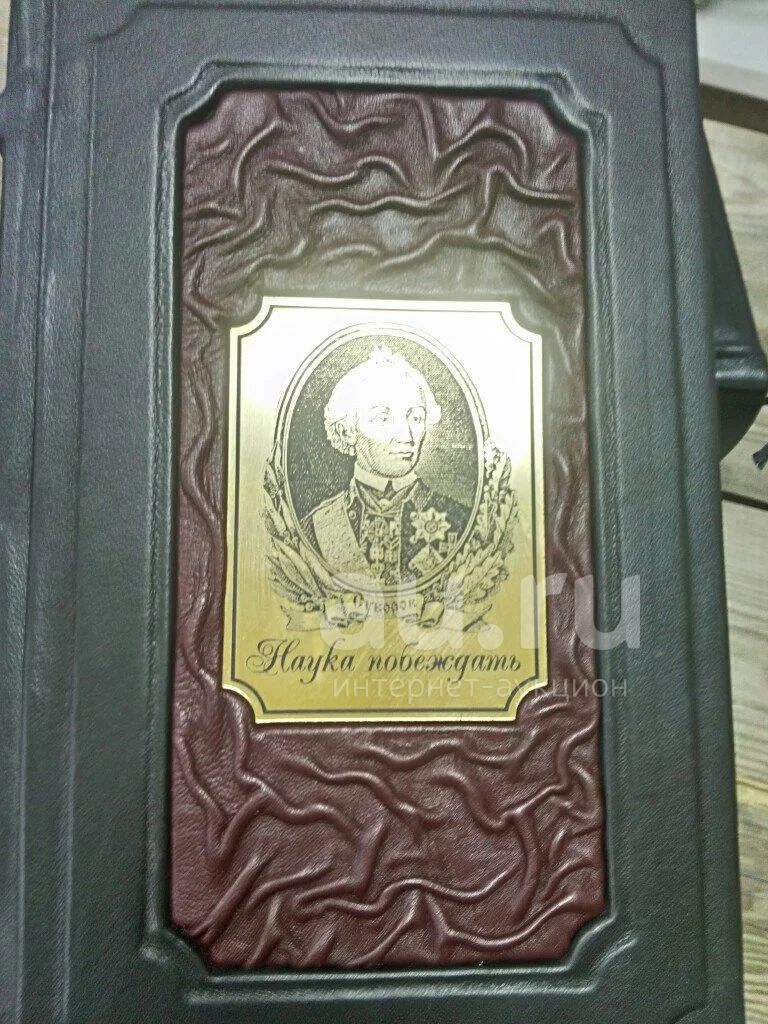 Суворов
Наука побеждать
au.ru
интернет-аукцион